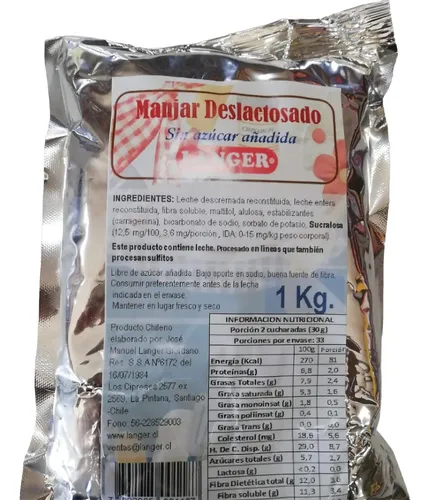 Manjar Deslactosado
Sin azúcar añadida
LANGER®
INGREDIENTES: Leche descremada reconstituida, leche entera
reconstituida, fibra soluble, maltitol, alulosa, estabilizantes
(carragenina), bicarbonato de sodio, sorbato de potasio, Sucralosa
(12,5 mg/100, 3,6 mg/porción , IDA: 0-15 mg/kg peso corporal).
Este producto contiene leche. Procesado en líneas que también
procesan sulfitos
Libre de azúcar añadida. Bajo aporte en sodio, buena fuente de fibra.
Consumir preferentemente antes de la fecha
indicada en el envase.
Mantener en lugar fresco y seco
1 Kg.
Producto Chileno
elaborado por: José
Manuel Langer Giordano
Res. S.S.A Nº6172 del
16/07/1984
Los Cipreses 2577 ex
2569, La Pintana, Santiago
-Chile
Fono: 56-228529003
www.langer.cl
ventas@langer.cl
INFORMACION NUTRICIONAL
Porción 2 cucharadas (30g)
Porciones por envase: 33
100g Porción
Energía (Kcal) 270 81
Proteínas(g) 6,8 2,0
Grasas Totales (g) 7,9 2,4
Grasa saturada (g) 5,3 1,6
Grasa monoinsat (g) 1,8 0,5
Grasa poliinsat (g) 0,4 0,1
Grasa Trans (g) 0,0 0,0
Colesterol (mg) 18,6 5,6
H. De C. Disp. (g) 29,0 8,7
Azúcares totales (g) 5,7 1,7
Lactosa (g) <0,2 0,0
Fibra Dietética total (g) 12,0 3,6
Fibra soluble (g) 11,3 3,4